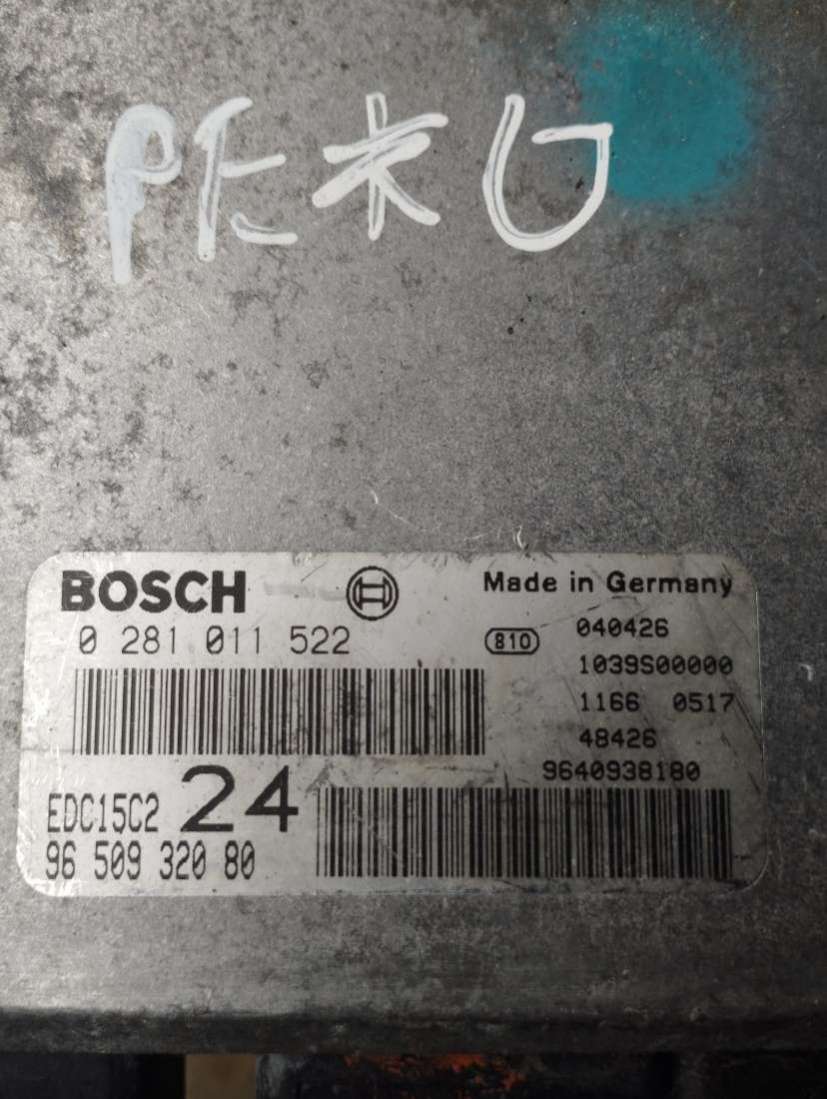 PE*U
BOSCH
0 281 011 522
Made in Germany
810
040426
1039S00000
1166 0517
48426
9640938180
EDC15C2 24
96 509 320 80